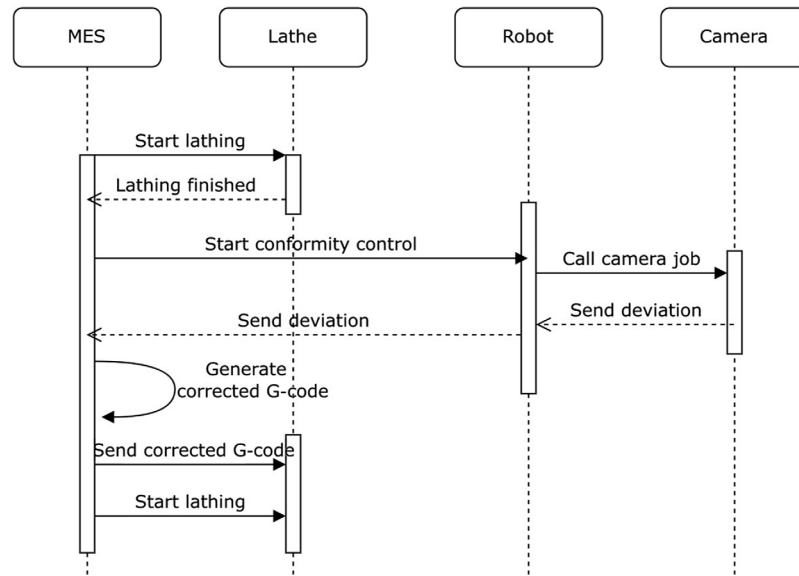 MES
Lathe
Robot
Camera
Start lathing
Lathing finished
Start conformity control
Call camera job
Send deviation
Send deviation
Generate
corrected G-code
Send corrected G-code
Start lathing